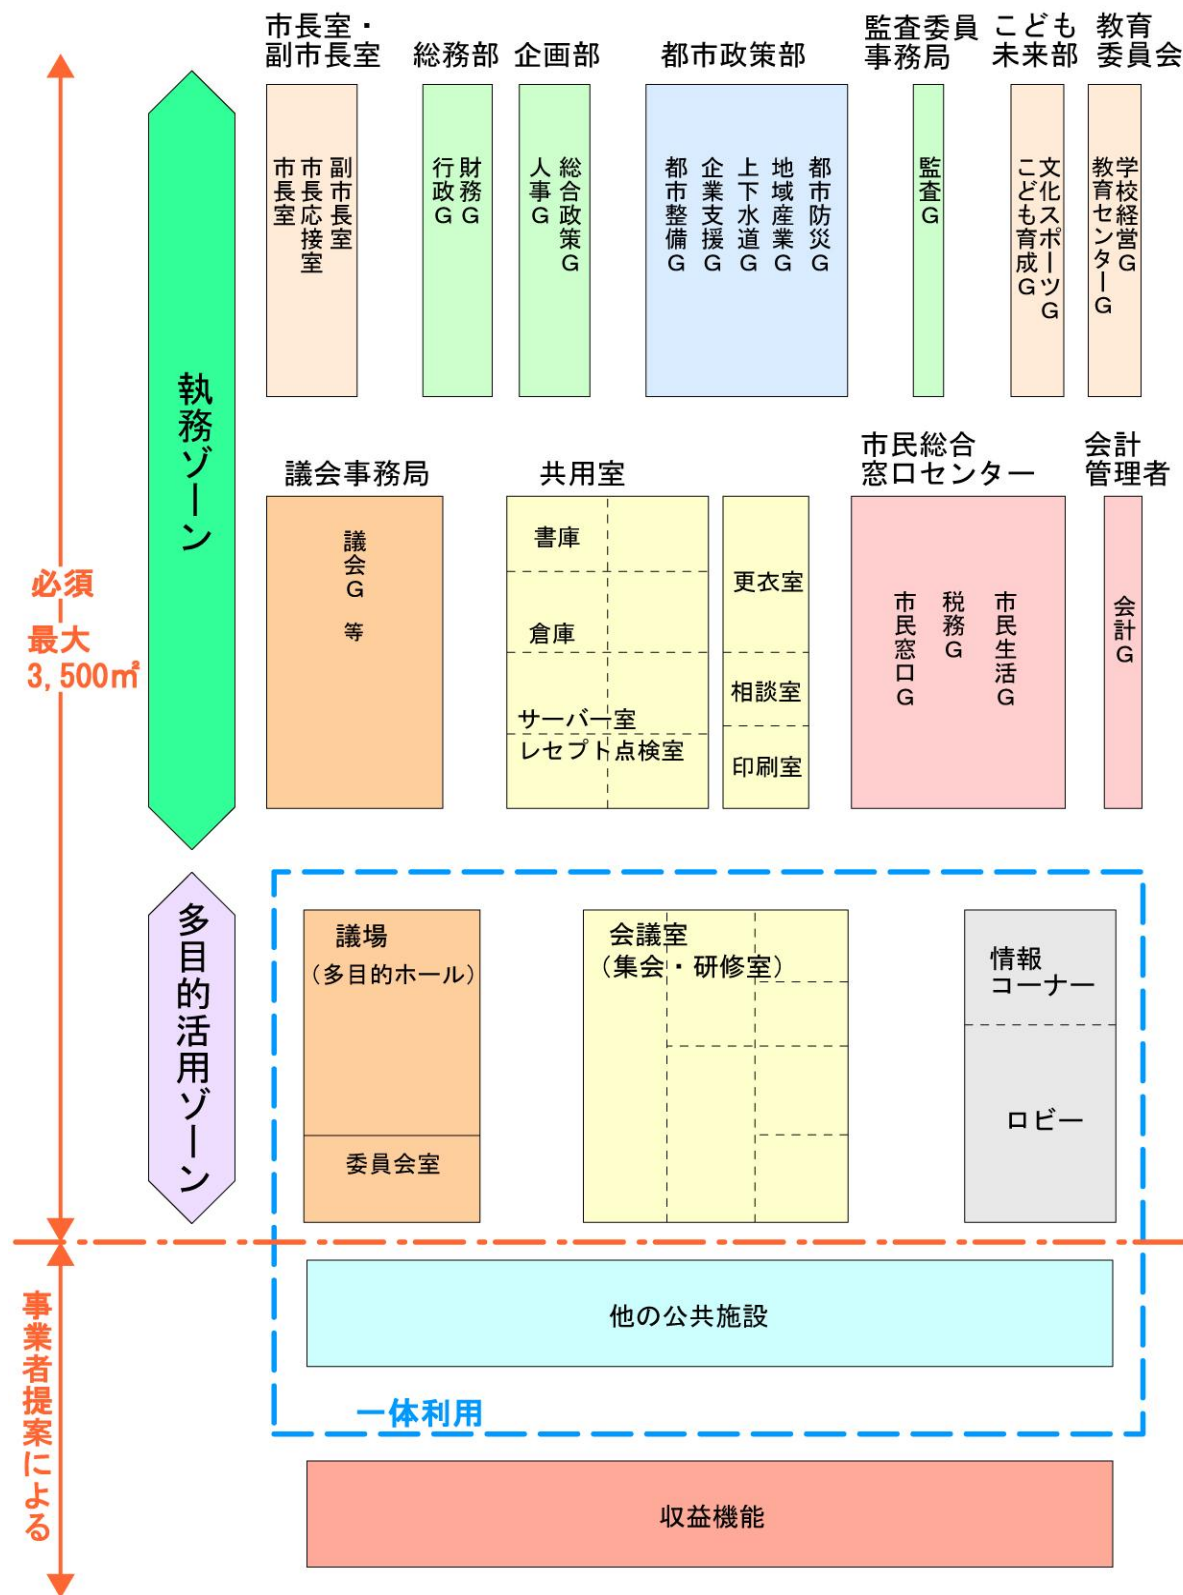 市長室・
副市長室
総務部
企画部
都市政策部
監査委員
事務局
こども
未来部
教育
委員会
市長室
市長応接室
副市長室
行政G
財務G
人事G
総合政策G
都市整備G
企業支援G
上下水道G
地域産業G
都市防災G
監査G
こども育成G
文化スポーツG
教育センターG
学校経営G
執務ゾーン
必須
最大
3,500㎡
議会事務局
共用室
市民総合
窓口センター
会計
管理者
議会G 等
書庫
倉庫
サーバー室
レセプト点検室
更衣室
相談室
印刷室
市民窓口G
税務G
市民生活G
会計G
多目的活用ゾーン
議場
(多目的ホール)
委員会室
会議室
(集会・研修室)
情報
コーナー
ロビー
事業者提案による
他の公共施設
一体利用
収益機能